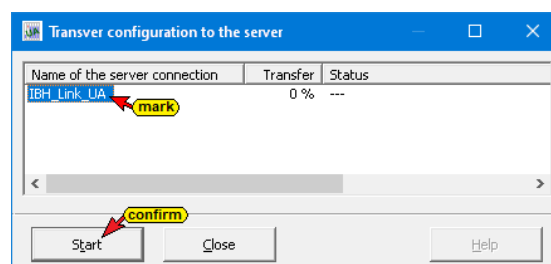 Transver configuration to the server
Name of the server connection Transfer Status
IBH_Link_UA 0 % ---
mark
confirm
Start Close Help